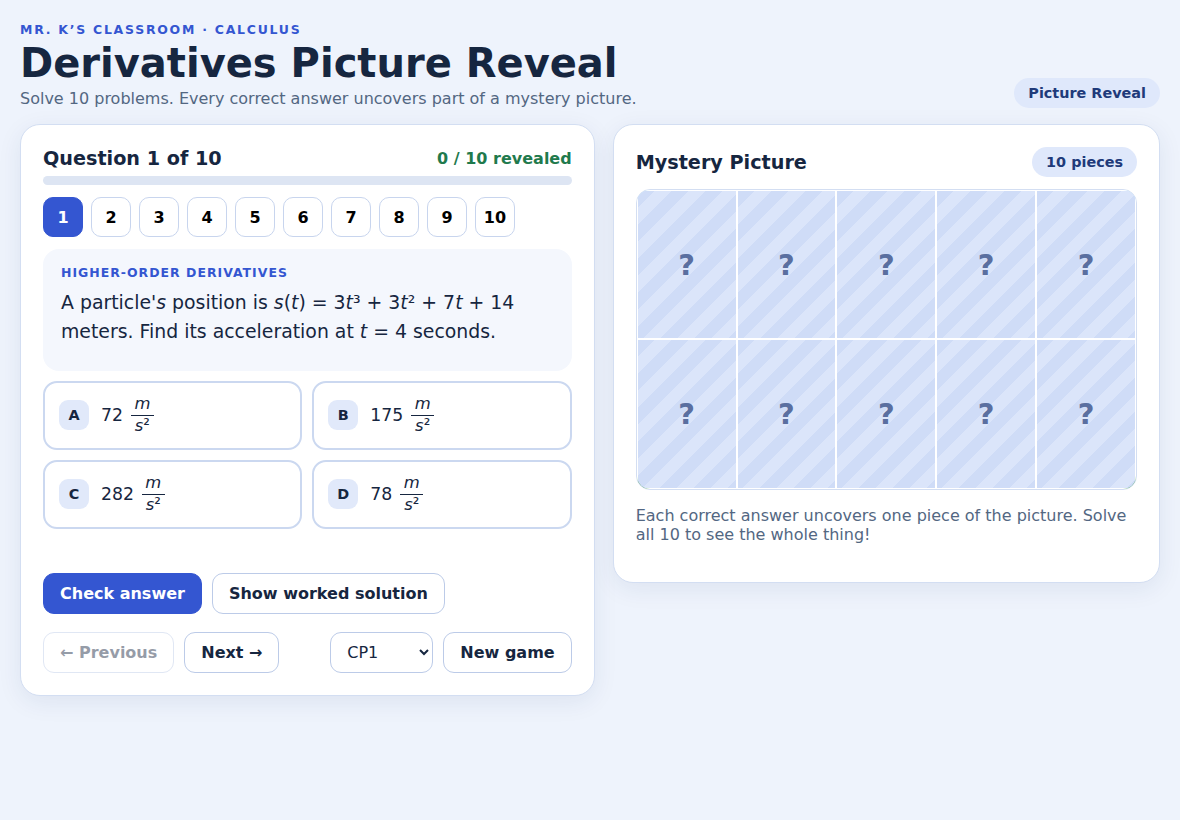 MR. K’S CLASSROOM · CALCULUS
Derivatives Picture Reveal
Solve 10 problems. Every correct answer uncovers part of a mystery picture.
Picture Reveal
Question 1 of 10
0 / 10 revealed
1 2 3 4 5 6 7 8 9 10
HIGHER-ORDER DERIVATIVES
A particle's position is s(t) = 3t³ + 3t² + 7t + 14
meters. Find its acceleration at t = 4 seconds.
A 72 m/s²
B 175 m/s²
C 282 m/s²
D 78 m/s²
Check answer
Show worked solution
← Previous
Next →
CP1
New game
Mystery Picture
10 pieces
? ? ? ? ?
? ? ? ? ?
Each correct answer uncovers one piece of the picture. Solve
all 10 to see the whole thing!